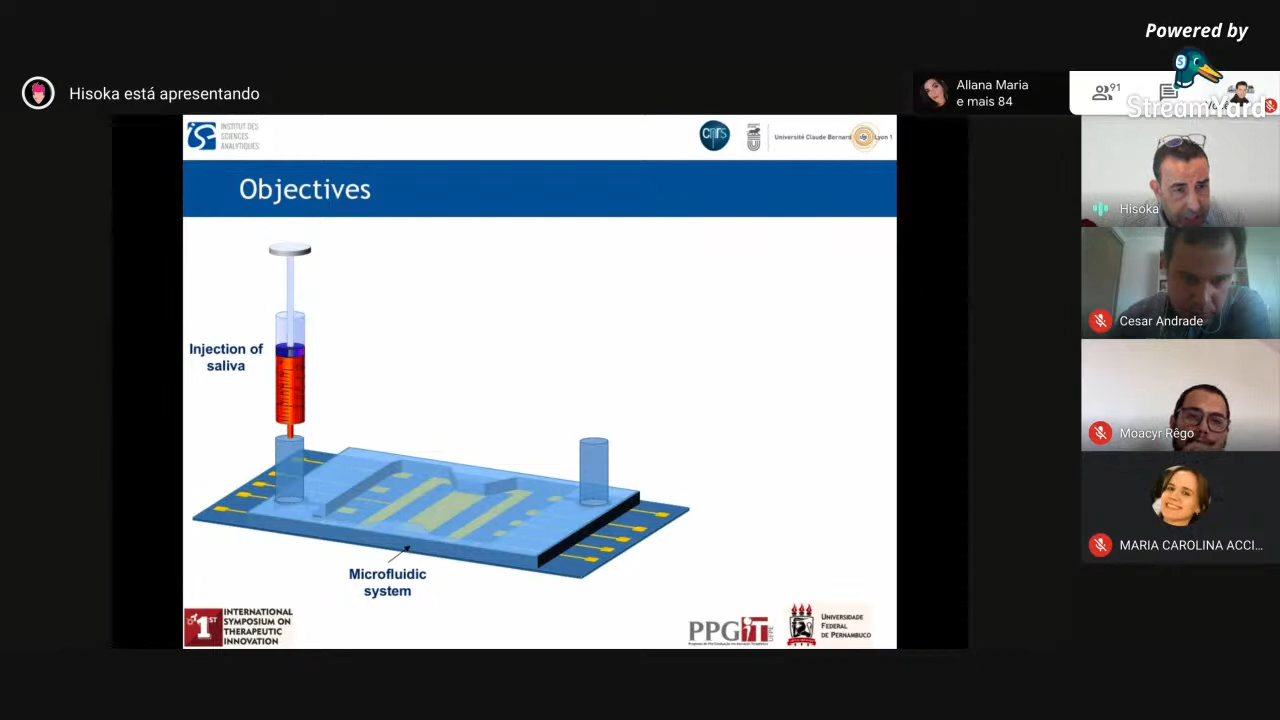 Powered by
StreamYard
Hisoka está apresentando
Allana Maria
e mais 84
91
INSTITUT DES
SCIENCES
ANALYTIQUES
cnrs
Université Claude Bernard Lyon 1
Objectives
Injection of
saliva
Microfluidic
system
1ST
INTERNATIONAL
SYMPOSIUM ON
THERAPEUTIC
INNOVATION
PPGIT
UFPE
UNIVERSIDADE
FEDERAL
DE PERNAMBUCO
Hisoka
Cesar Andrade
Moacyr Rêgo
MARIA CAROLINA ACCI...